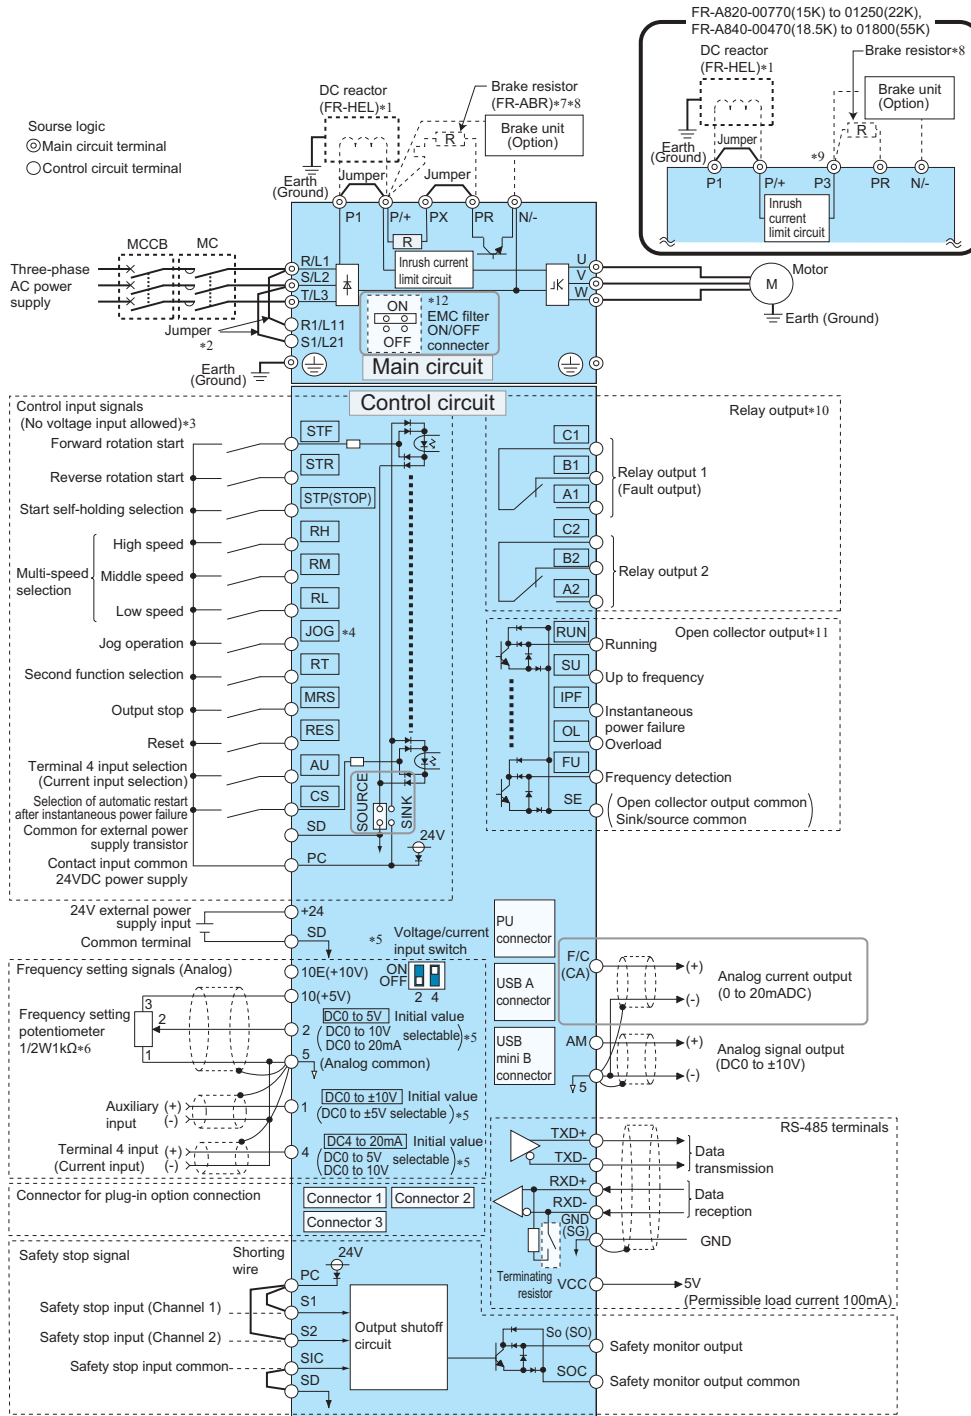 FR-A820-00770(15K) to 01250(22K),
FR-A840-00470(18.5K) to 01800(55K)
DC reactor
(FR-HEL)*1
Brake resistor*8
Brake unit
(Option)
R
Jumper
Earth
(Ground)
*9
P1
P/+
P3
PR
N/-
Inrush
current
limit circuit
Sourse logic
Main circuit terminal
Control circuit terminal
DC reactor
(FR-HEL)*1
Brake resistor
(FR-ABR)*7*8
Brake unit
(Option)
R
Earth
(Ground)
Jumper
Jumper
P1
P/+
PX
PR
N/-
R
Inrush current
limit circuit
MCCB
MC
Three-phase
AC power
supply
R/L1
S/L2
T/L3
R1/L11
S1/L21
Jumper
*2
Earth
(Ground)
U
V
W
Motor
M
Earth (Ground)
ON
OFF
*12
EMC filter
ON/OFF
connecter
Main circuit
Control circuit
Control input signals
(No voltage input allowed)*3
Forward rotation start
Reverse rotation start
Start self-holding selection
Multi-speed
selection
High speed
Middle speed
Low speed
Jog operation
Second function selection
Output stop
Reset
Terminal 4 input selection
(Current input selection)
Selection of automatic restart
after instantaneous power failure
Common for external power
supply transistor
Contact input common
24VDC power supply
STF
STR
STP(STOP)
RH
RM
RL
JOG *4
RT
MRS
RES
AU
CS
SD
PC
SOURCE
SINK
24V
Relay output*10
C1
B1
A1
Relay output 1
(Fault output)
C2
B2
A2
Relay output 2
Open collector output*11
RUN
Running
SU
Up to frequency
IPF
Instantaneous
power failure
OL
Overload
FU
Frequency detection
SE
Open collector output common
Sink/source common
24V external power
supply input
Common terminal
+24
SD
*5
Voltage/current
input switch
ON
OFF
2 4
Frequency setting signals (Analog)
Frequency setting
potentiometer
1/2W1kΩ*6
3
2
1
10E(+10V)
10(+5V)
2
DC0 to 5V Initial value
DC0 to 10V
DC0 to 20mA
selectable *5
5
(Analog common)
Auxiliary
input
(+)
(-)
1
DC0 to ±10V Initial value
(DC0 to ±5V selectable) *5
Terminal 4 input
(Current input)
(+)
(-)
4
DC4 to 20mA Initial value
DC0 to 5V
DC0 to 10V
selectable *5
PU
connector
USB A
connector
USB
mini B
connector
F/C
(CA)
(+)
(-)
Analog current output
(0 to 20mADC)
AM
5
(+)
(-)
Analog signal output
(DC0 to ±10V)
RS-485 terminals
TXD+
TXD-
Data
transmission
RXD+
RXD-
Data
reception
GND
(SG)
GND
Terminating
resistor
VCC
5V
(Permissible load current 100mA)
Connector for plug-in option connection
Connector 1
Connector 2
Connector 3
Safety stop signal
Shorting
wire
Safety stop input (Channel 1)
Safety stop input (Channel 2)
Safety stop input common
24V
PC
S1
S2
SIC
SD
Output shutoff
circuit
So (SO)
Safety monitor output
SOC
Safety monitor output common